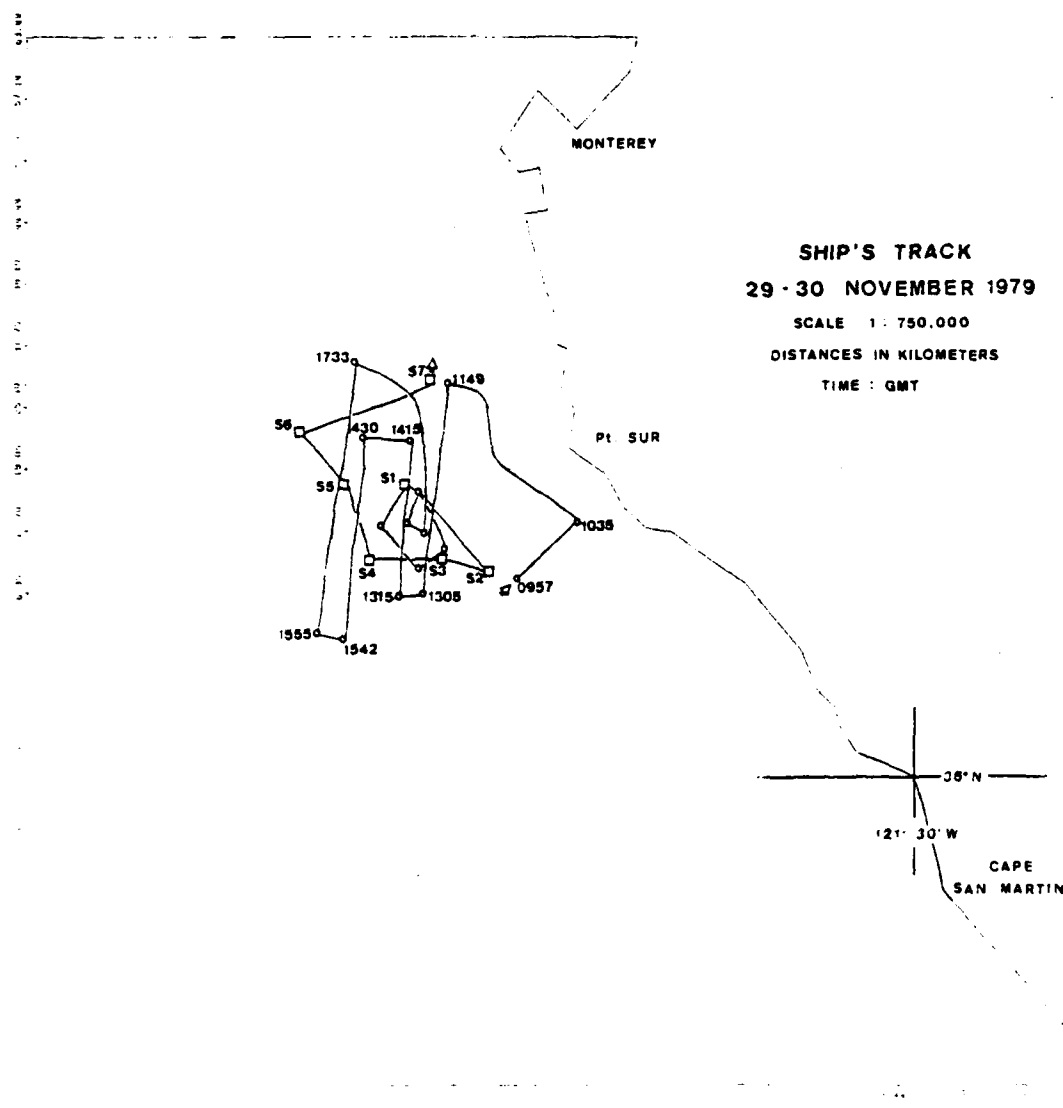 MONTEREY
SHIP'S TRACK
29-30 NOVEMBER 1979
SCALE 1:750,000
DISTANCES IN KILOMETERS
TIME : GMT
1733
S7
1149
S6
1430
1415
Pt. SUR
S5
S1
1035
S4
S3
S2
0957
1315
1305
1555
1542
36°N
121° 30' W
CAPE
SAN MARTIN